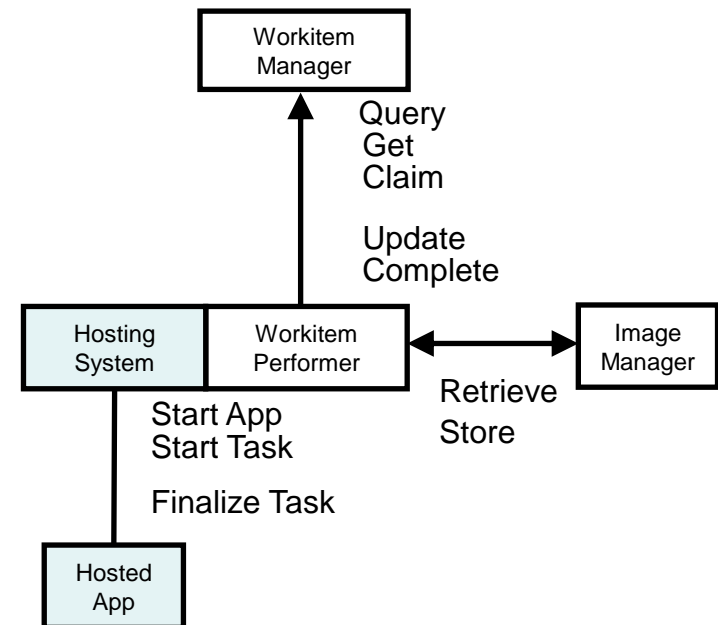 Workitem
Manager
Query
Get
Claim
Update
Complete
Hosting
System
Workitem
Performer
Image
Manager
Retrieve
Store
Start App
Start Task
Finalize Task
Hosted
App